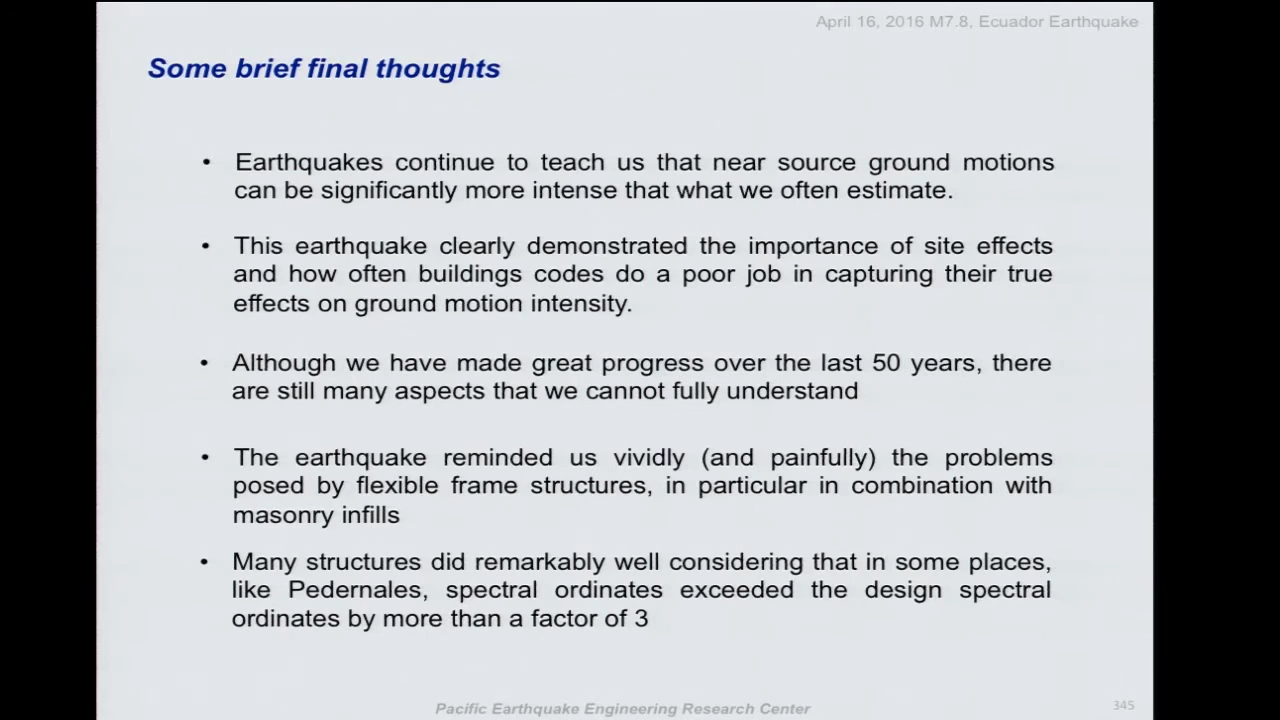 April 16, 2016 M7.8, Ecuador Earthquake
Some brief final thoughts
• Earthquakes continue to teach us that near source ground motions
can be significantly more intense that what we often estimate.
• This earthquake clearly demonstrated the importance of site effects
and how often buildings codes do a poor job in capturing their true
effects on ground motion intensity.
• Although we have made great progress over the last 50 years, there
are still many aspects that we cannot fully understand
• The earthquake reminded us vividly (and painfully) the problems
posed by flexible frame structures, in particular in combination with
masonry infills
• Many structures did remarkably well considering that in some places,
like Pedernales, spectral ordinates exceeded the design spectral
ordinates by more than a factor of 3
Pacific Earthquake Engineering Research Center
345